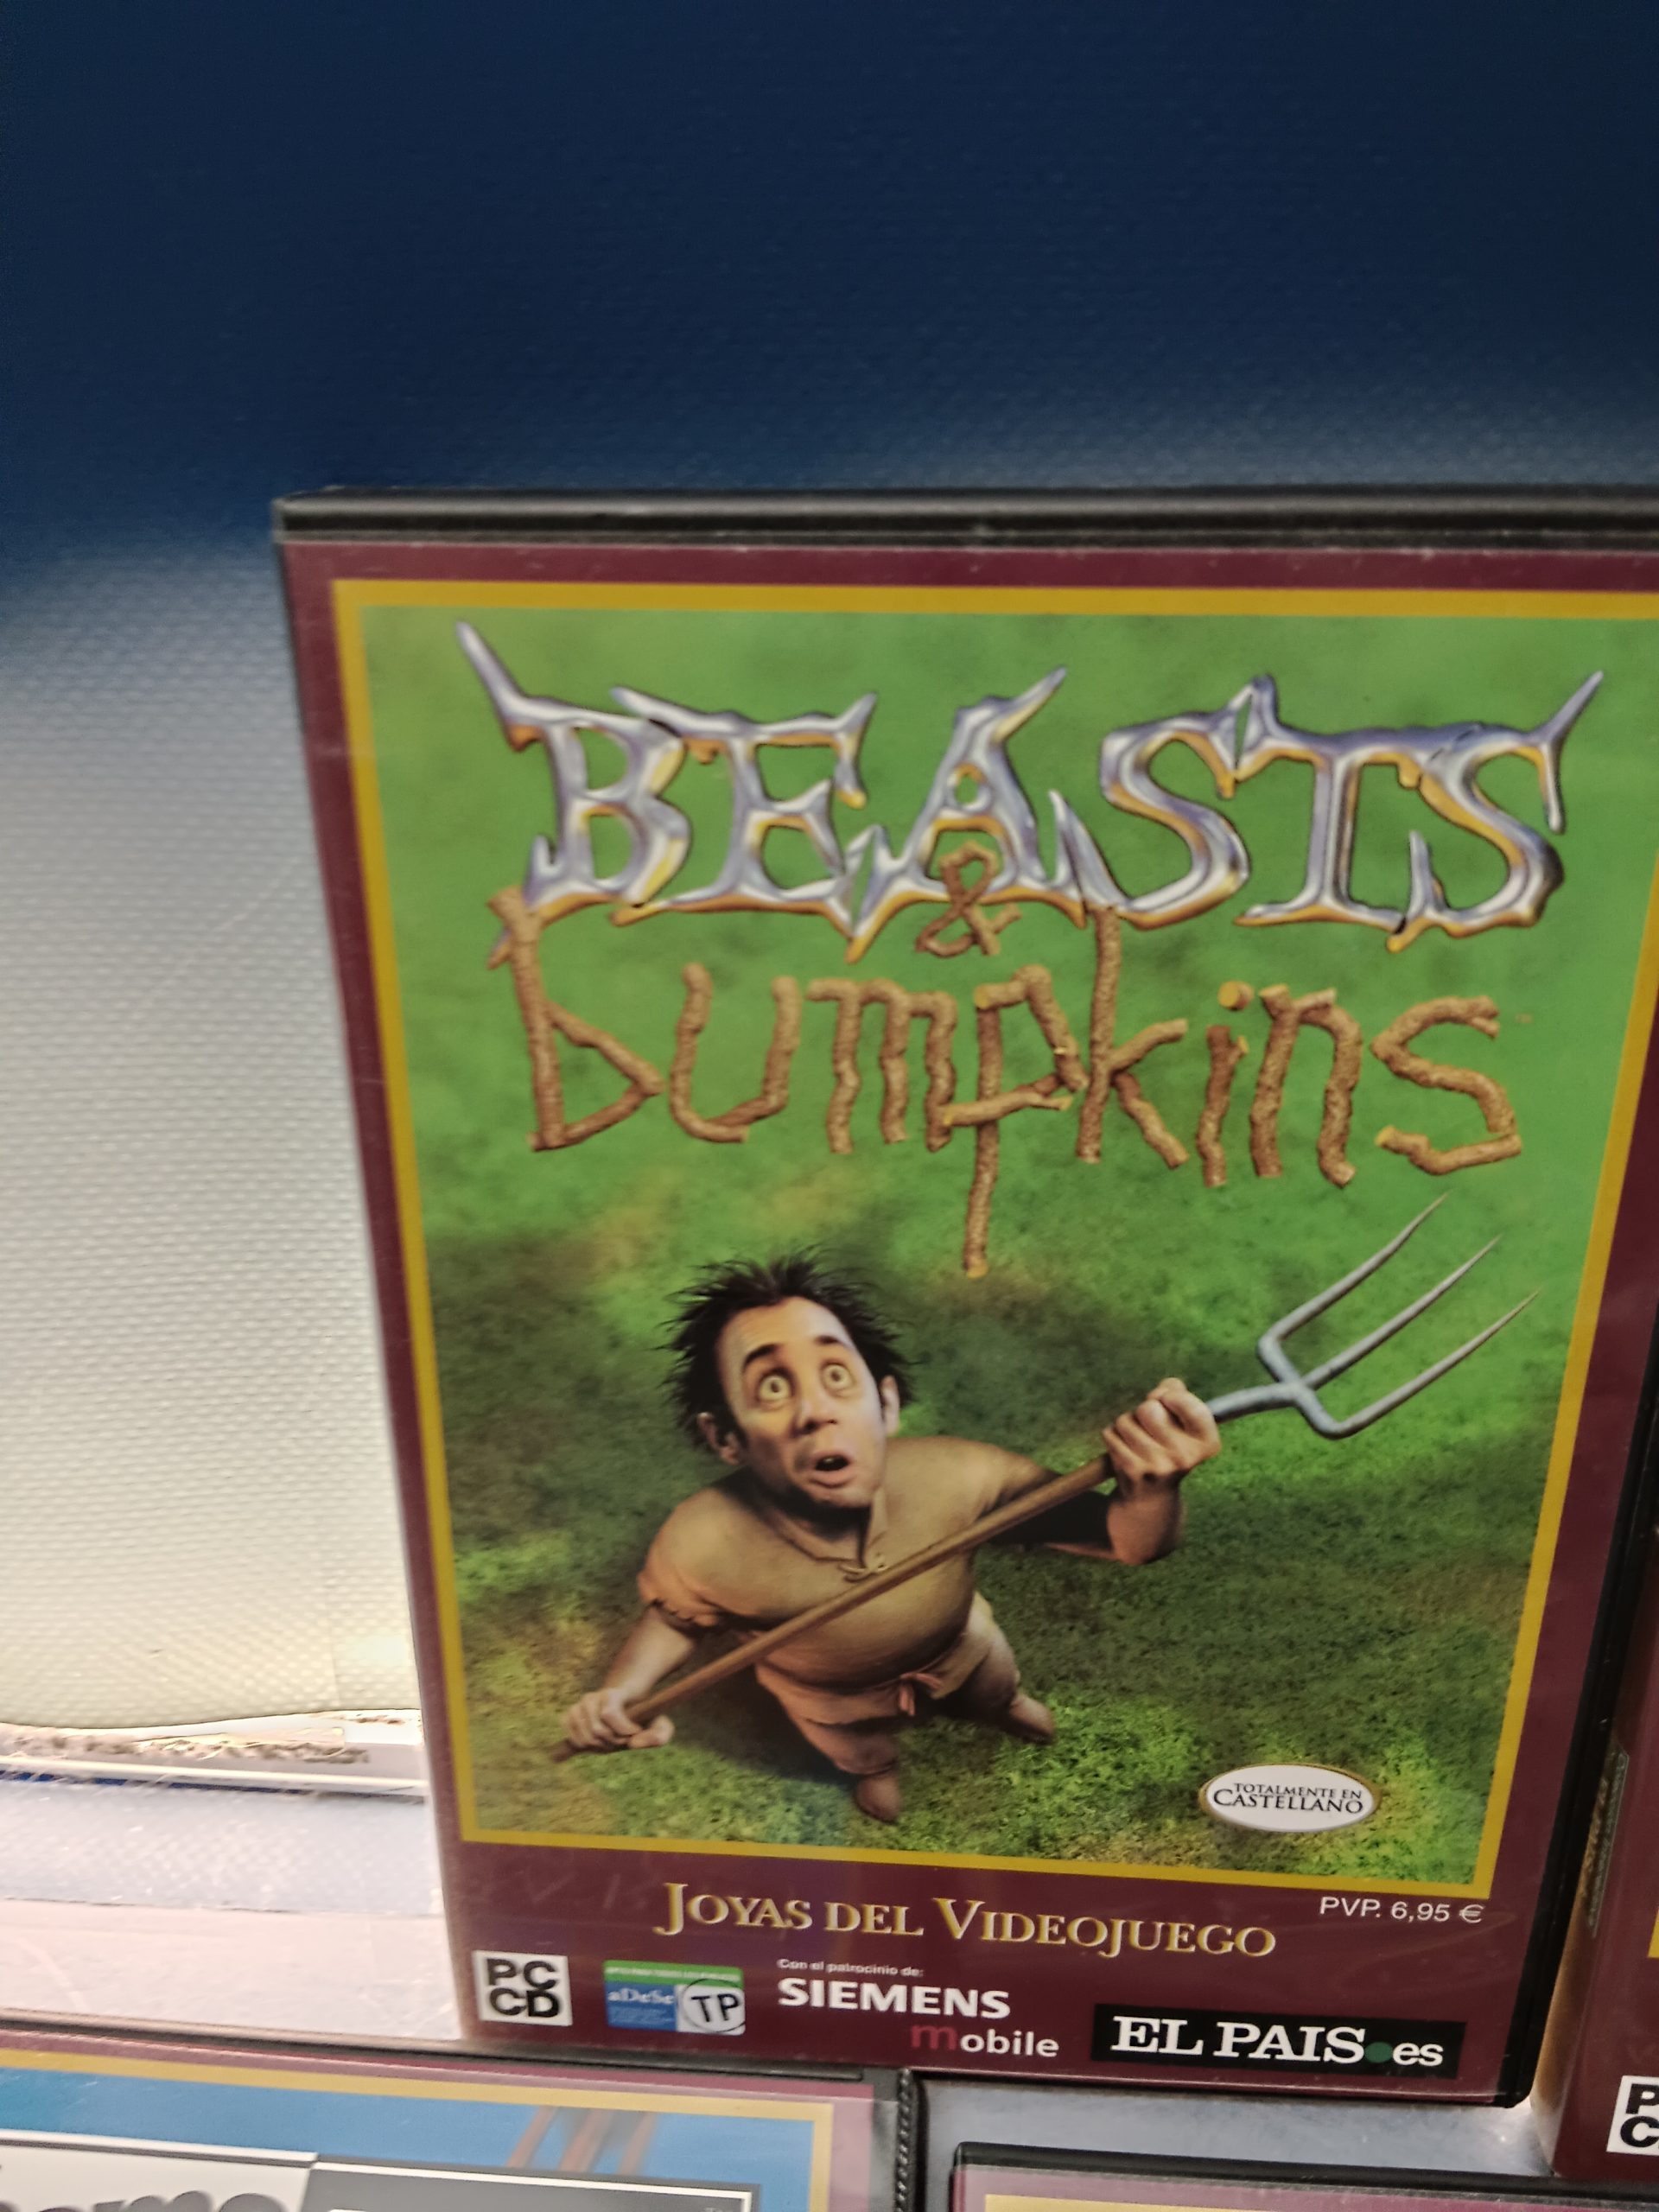 BEASTS
&
bumpkins
TOTALMENTE EN
CASTELLANO
JOYAS DEL VIDEOJUEGO
PVP. 6,95 €
PC
CD
aDeSe
TP
Con el patrocinio de:
SIEMENS
mobile
EL PAIS.es